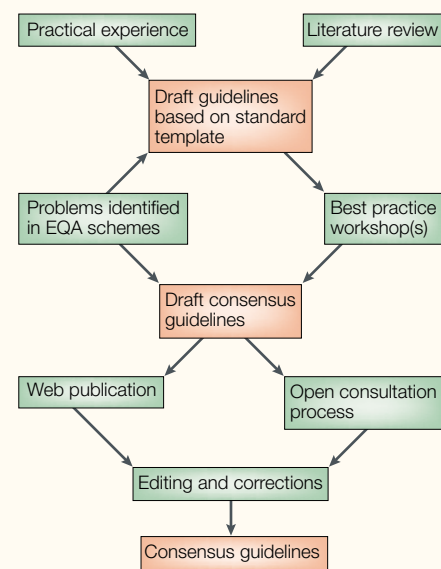 Practical experience
Literature review
Draft guidelines
based on standard
template
Problems identified
in EQA schemes
Best practice
workshop(s)
Draft consensus
guidelines
Web publication
Open consultation
process
Editing and corrections
Consensus guidelines